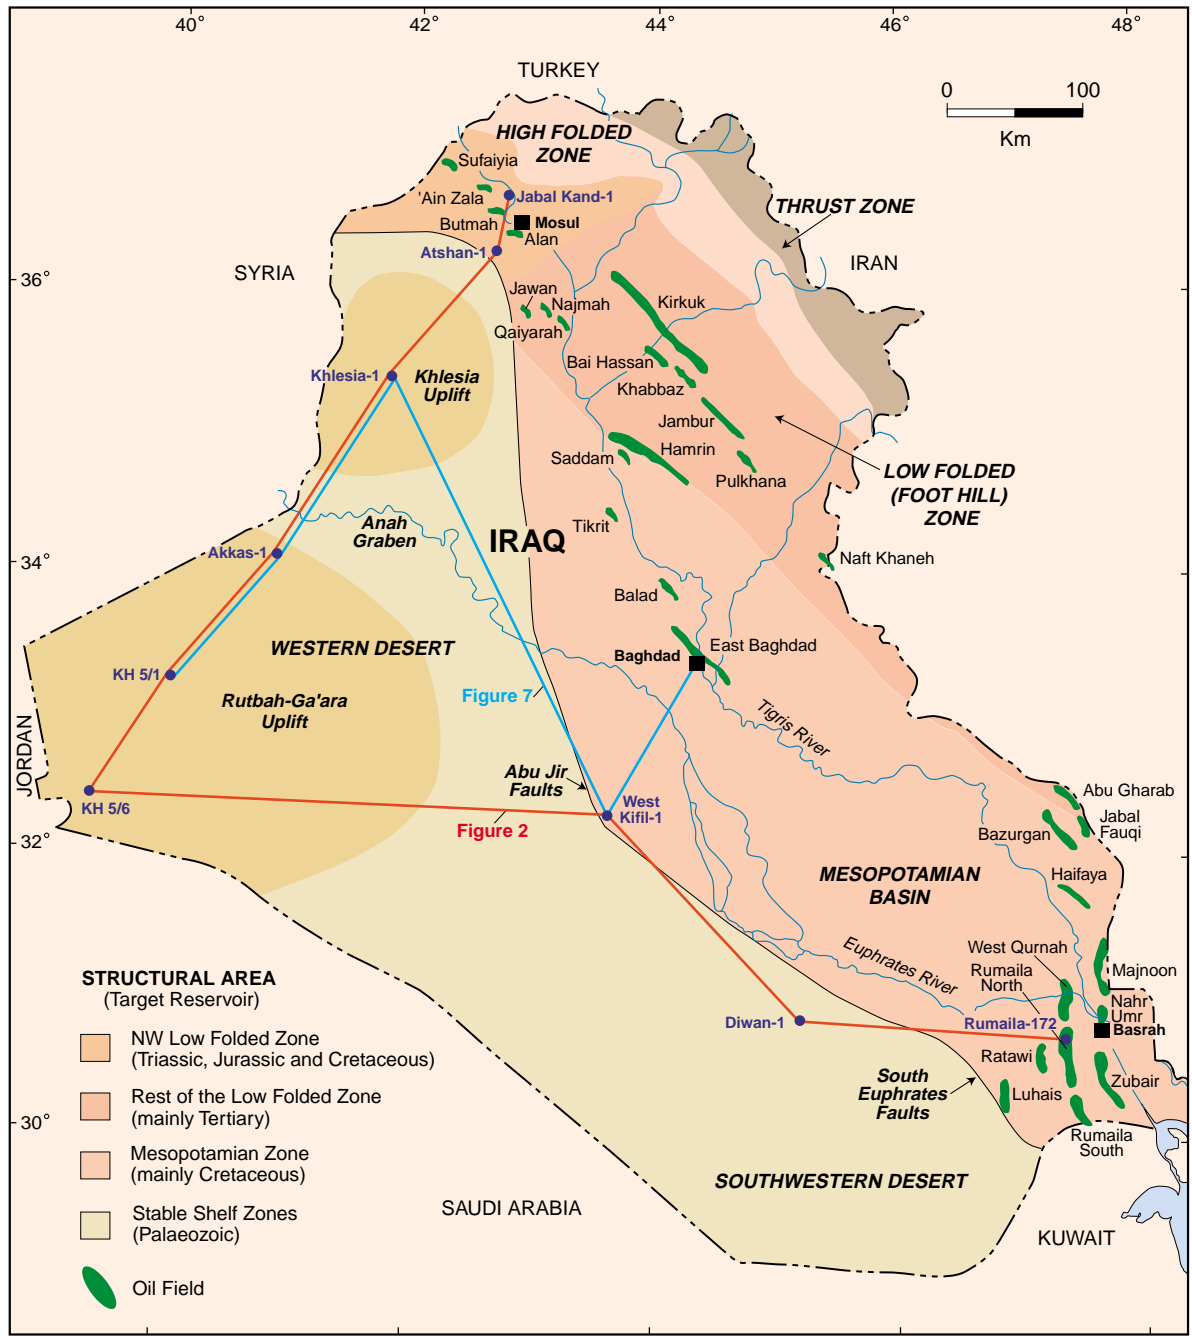 40°
42°
44°
46°
48°
TURKEY
0
100
Km
HIGH FOLDED
ZONE
Sufaiyia
'Ain Zala
Jabal Kand-1
THRUST ZONE
Butmah
Mosul
Alan
Atshan-1
SYRIA
IRAN
36°
Jawan
Najmah
Kirkuk
Qaiyarah
Bai Hassan
Khlesia-1
Khlesia
Uplift
Khabbaz
Jambur
Hamrin
Saddam
Pulkhana
LOW FOLDED
(FOOT HILL)
ZONE
Anah
Graben
Tikrit
IRAQ
Akkas-1
34°
Naft Khaneh
Balad
WESTERN DESERT
East Baghdad
Baghdad
KH 5/1
Rutbah-Ga'ara
Uplift
Figure 7
Tigris River
JORDAN
Abu Jir
Faults
KH 5/6
West
Kifil-1
Figure 2
Abu Gharab
Jabal
Fauqi
Bazurgan
32°
MESOPOTAMIAN
BASIN
Haifaya
Euphrates River
West Qurnah
Rumaila
North
Majnoon
Nahr
Umr
Diwan-1
Rumaila-172
Basrah
Ratawi
South
Euphrates
Faults
Luhais
Zubair
30°
Rumaila
South
SOUTHWESTERN DESERT
SAUDI ARABIA
KUWAIT
STRUCTURAL AREA
(Target Reservoir)
NW Low Folded Zone
(Triassic, Jurassic and Cretaceous)
Rest of the Low Folded Zone
(mainly Tertiary)
Mesopotamian Zone
(mainly Cretaceous)
Stable Shelf Zones
(Palaeozoic)
Oil Field